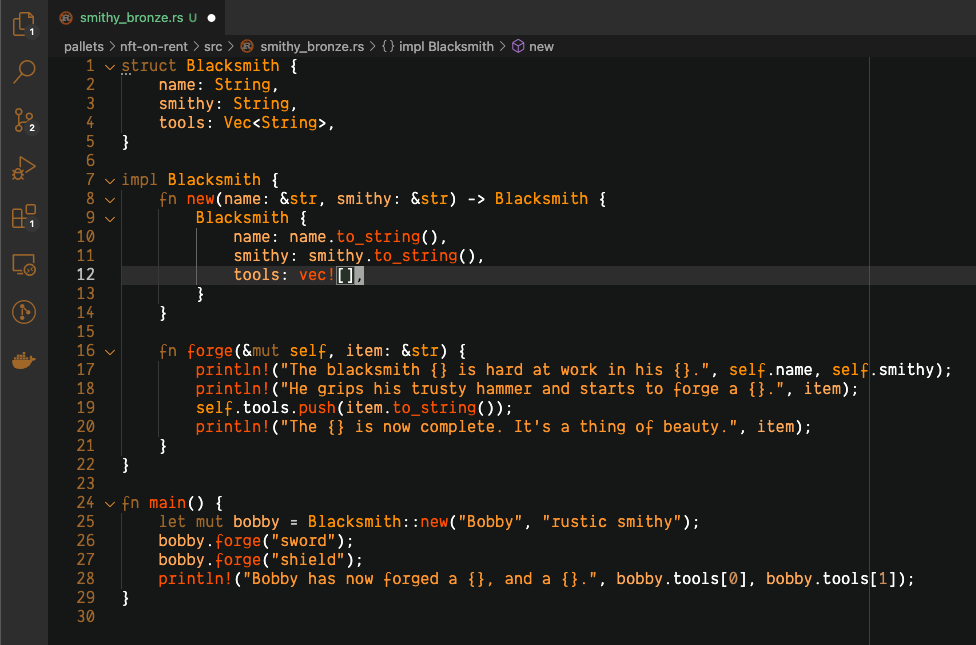 smithy_bronze.rs U
pallets > nft-on-rent > src > smithy_bronze.rs > {} impl Blacksmith > new
1 struct Blacksmith {
2     name: String,
3     smithy: String,
4     tools: Vec<String>,
5 }
6
7 impl Blacksmith {
8     fn new(name: &str, smithy: &str) -> Blacksmith {
9         Blacksmith {
10             name: name.to_string(),
11             smithy: smithy.to_string(),
12             tools: vec![],
13         }
14     }
15
16     fn forge(&mut self, item: &str) {
17         println!("The blacksmith {} is hard at work in his {}.", self.name, self.smithy);
18         println!("He grips his trusty hammer and starts to forge a {}.", item);
19         self.tools.push(item.to_string());
20         println!("The {} is now complete. It's a thing of beauty.", item);
21     }
22 }
23
24 fn main() {
25     let mut bobby = Blacksmith::new("Bobby", "rustic smithy");
26     bobby.forge("sword");
27     bobby.forge("shield");
28     println!("Bobby has now forged a {}, and a {}.", bobby.tools[0], bobby.tools[1]);
29 }
30
1
2
1